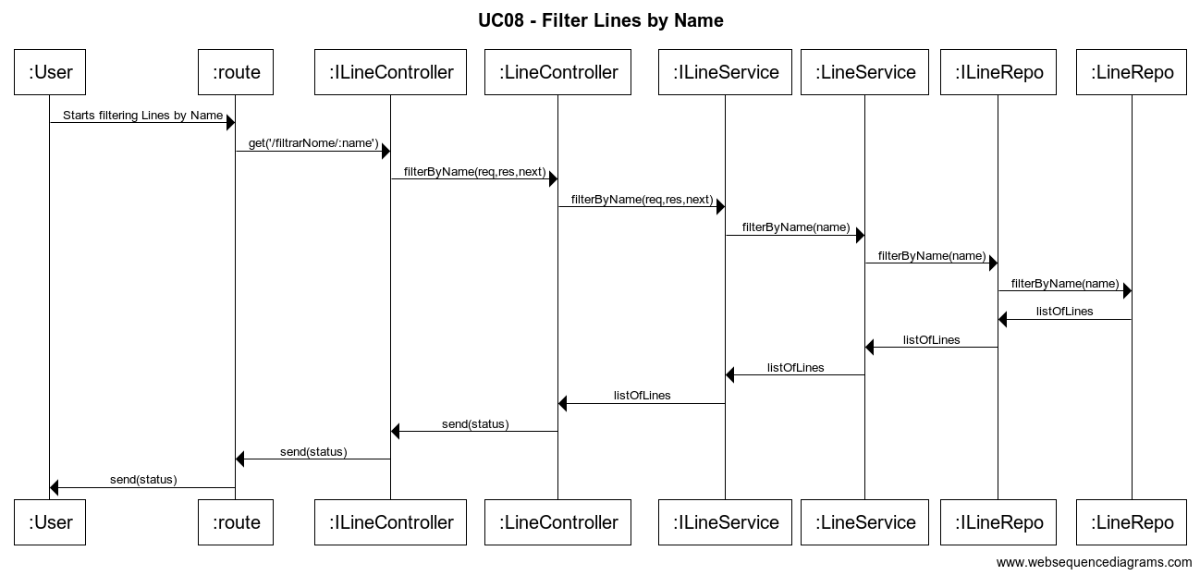 UC08 - Filter Lines by Name
:User
:route
:ILineController
:LineController
:ILineService
:LineService
:ILineRepo
:LineRepo
Starts filtering Lines by Name
get('/filtrarNome/:name')
filterByName(req,res,next)
filterByName(req,res,next)
filterByName(name)
filterByName(name)
filterByName(name)
listOfLines
listOfLines
listOfLines
listOfLines
send(status)
send(status)
send(status)
:User
:route
:ILineController
:LineController
:ILineService
:LineService
:ILineRepo
:LineRepo
www.websequencediagrams.com